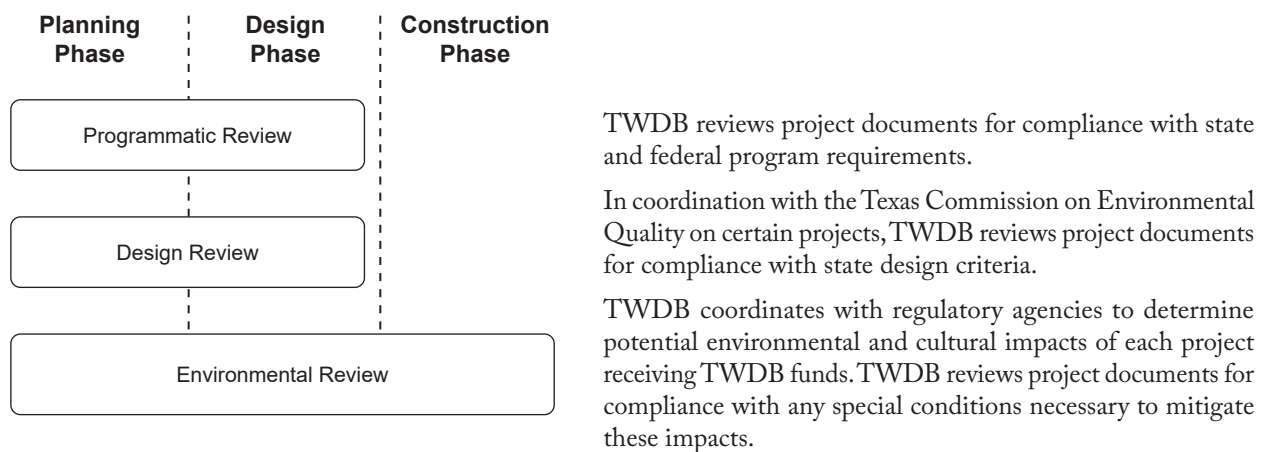 Planning
Phase
Design
Phase
Construction
Phase
Programmatic Review
TWDB reviews project documents for compliance with state
and federal program requirements.
Design Review
In coordination with the Texas Commission on Environmental
Quality on certain projects, TWDB reviews project documents
for compliance with state design criteria.
Environmental Review
TWDB coordinates with regulatory agencies to determine
potential environmental and cultural impacts of each project
receiving TWDB funds. TWDB reviews project documents for
compliance with any special conditions necessary to mitigate
these impacts.